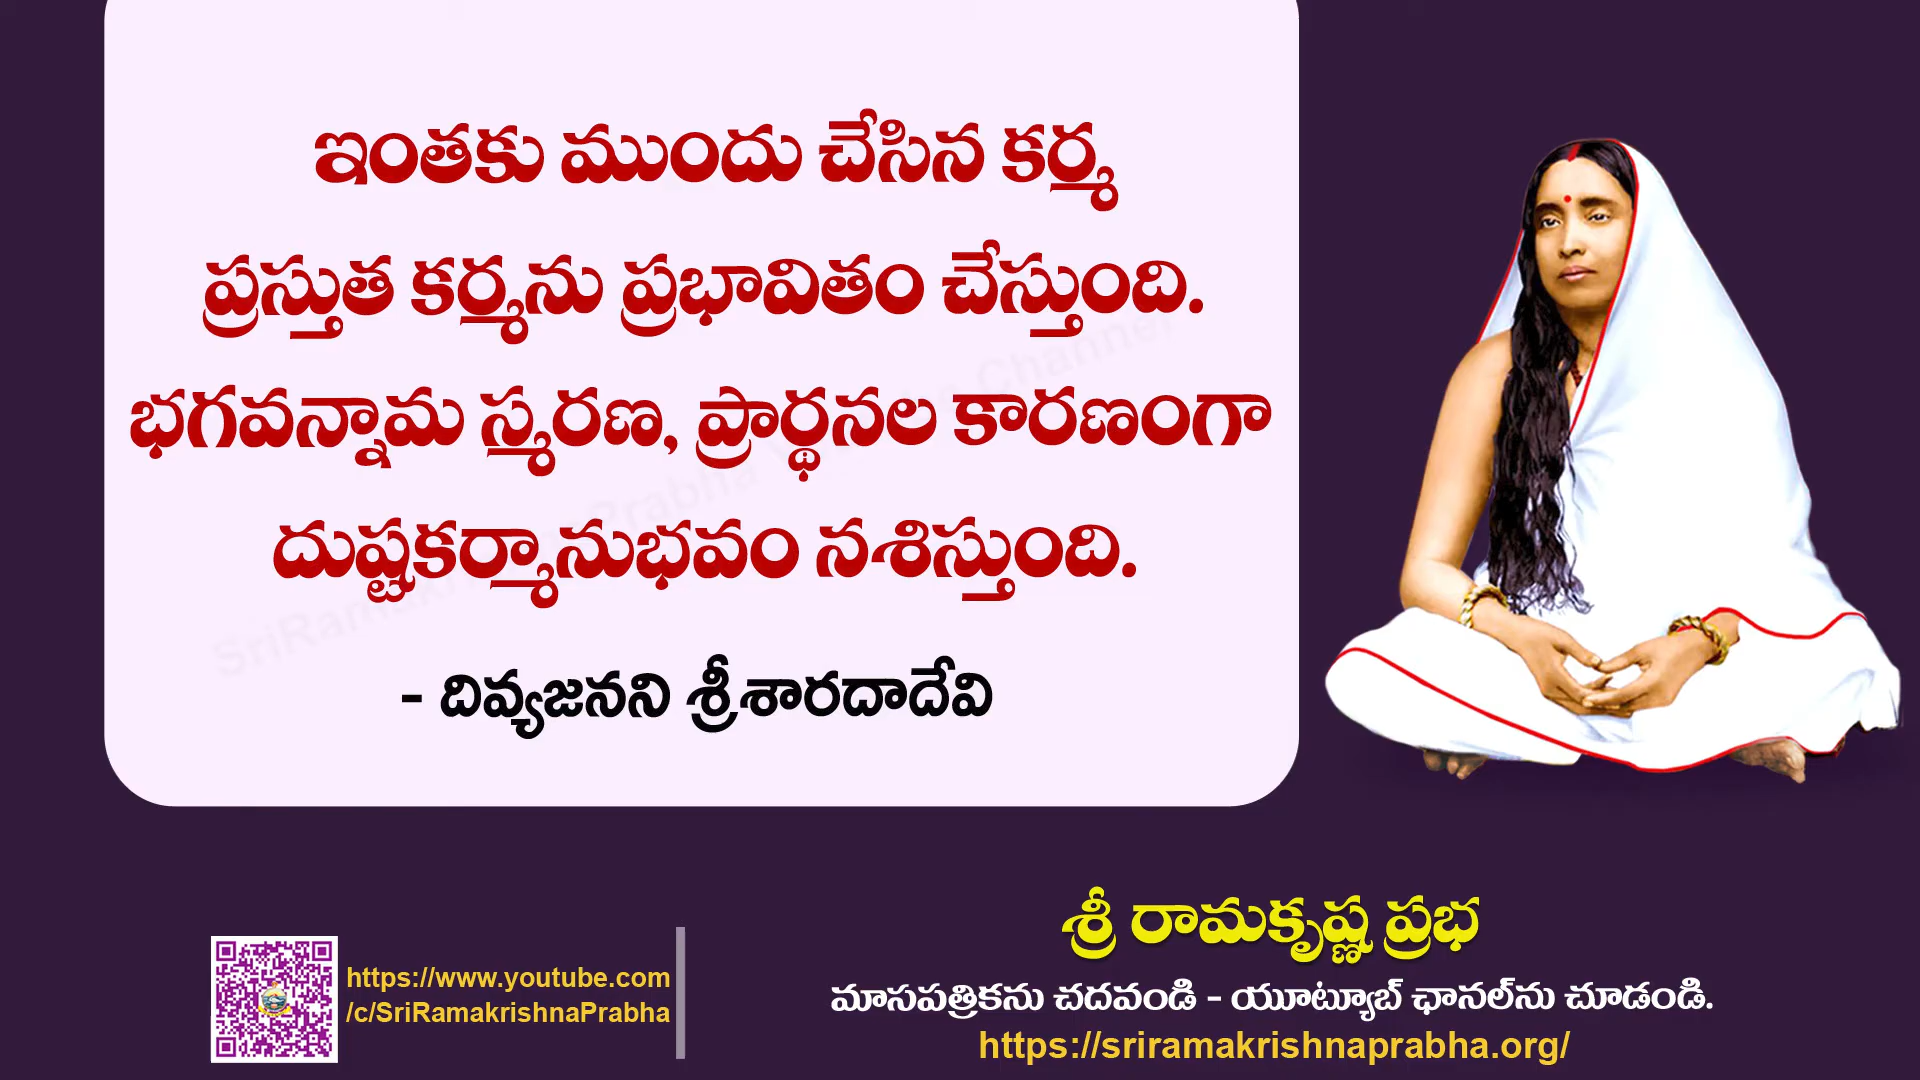 ఇంతకు ముందు చేసిన కర్మ
ప్రస్తుత కర్మను ప్రభావితం చేస్తుంది.
భగవన్నామ స్మరణ, ప్రార్థనల కారణంగా
దుష్టకర్మానుభవం నశిస్తుంది.
- దివ్యజనని శ్రీశారదాదేవి
శ్రీ రామకృష్ణ ప్రభ
మాసపత్రికను చదవండి - యూట్యూబ్ ఛానల్‌ను చూడండి.
https://sriramakrishnaprabha.org/
https://www.youtube.com
/c/SriRamakrishnaPrabha